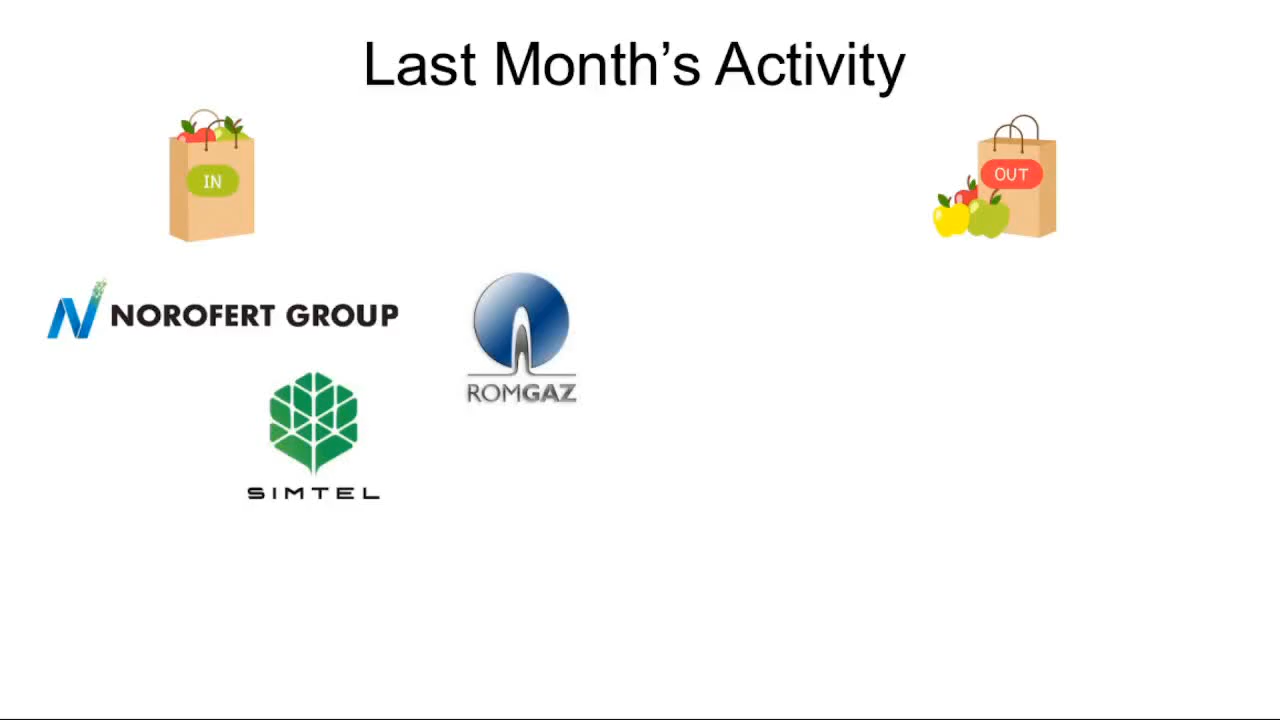 Last Month’s Activity
IN
OUT
NOROFERT GROUP
ROMGAZ
SIMTEL